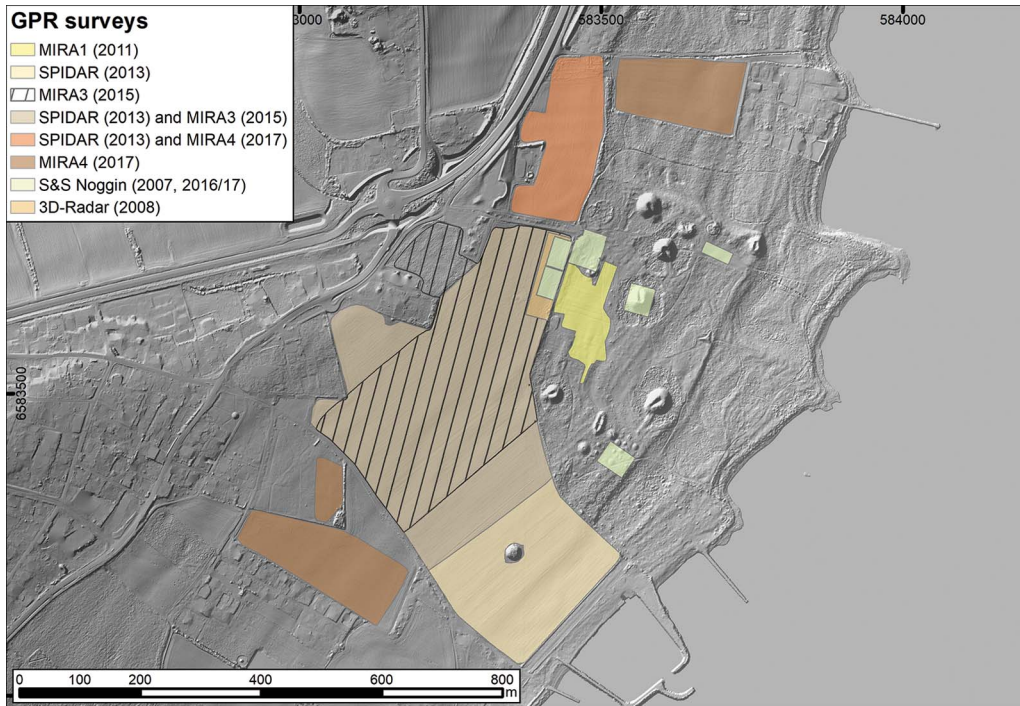 GPR surveys
MIRA1 (2011)
SPIDAR (2013)
MIRA3 (2015)
SPIDAR (2013) and MIRA3 (2015)
SPIDAR (2013) and MIRA4 (2017)
MIRA4 (2017)
S&S Noggin (2007, 2016/17)
3D-Radar (2008)
3000
583500
584000
6583500
0 100 200 400 600 800
m